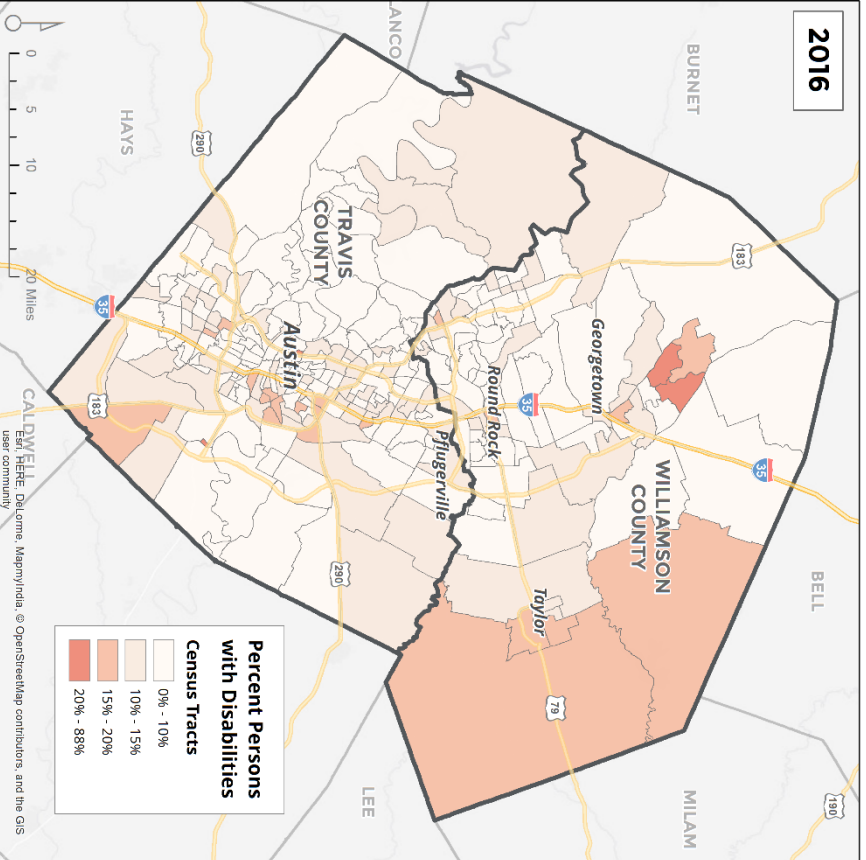 2016
BURNET
ANCO
HAYS
290
183
TRAVIS
COUNTY
Georgetown
35
Round Rock
WILLIAMSON
COUNTY
35
BELL
Austin
Pflugerville
35
183
CALDWELL
290
Taylor
79
190
MILAM
LEE
0 5 10 20 Miles
Percent Persons
with Disabilities
Census Tracts
0% - 10%
10% - 15%
15% - 20%
20% - 88%
Esri, HERE, DeLorme, MapmyIndia, © OpenStreetMap contributors, and the GIS
user community